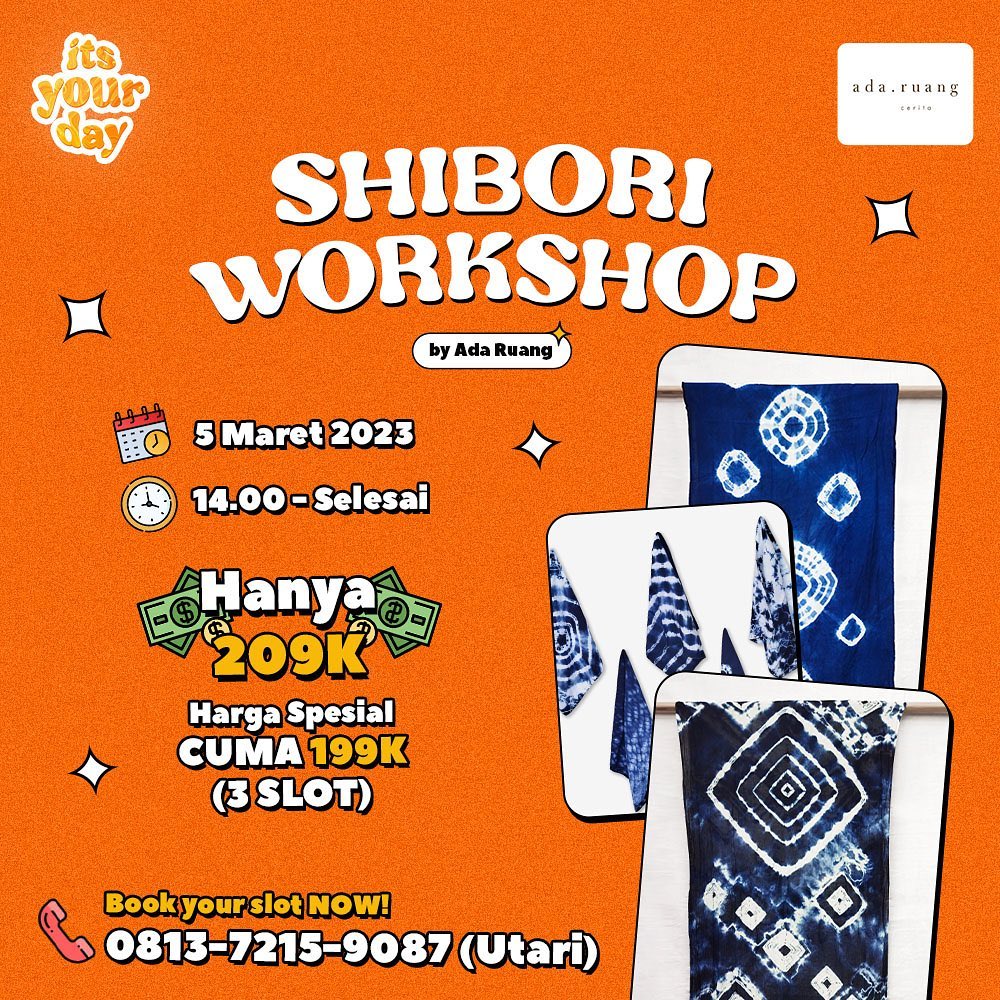 its
your
day
ada.ruang
cerita
SHIBORI
WORKSHOP
by Ada Ruang
5 Maret 2023
14.00 - Selesai
Hanya
209K
Harga Spesial
CUMA 199K
(3 SLOT)
Book your slot NOW!
0813-7215-9087 (Utari)